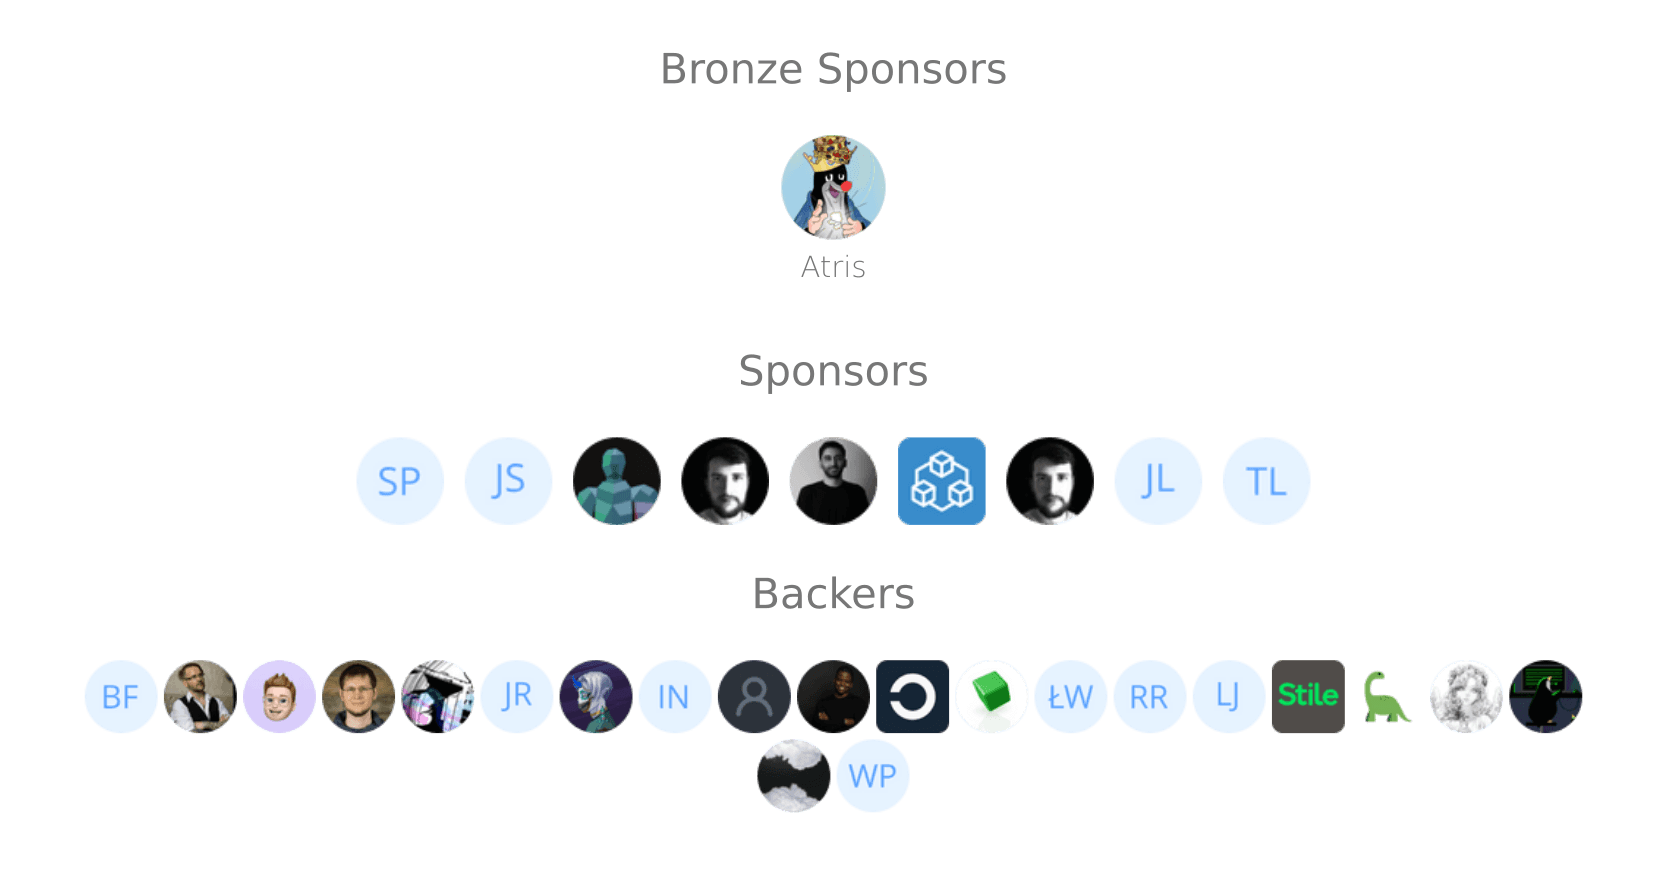 Bronze Sponsors
Atris
Sponsors
SP JS JL TL
Backers
BF JR IN ŁW RR LJ Stile
WP